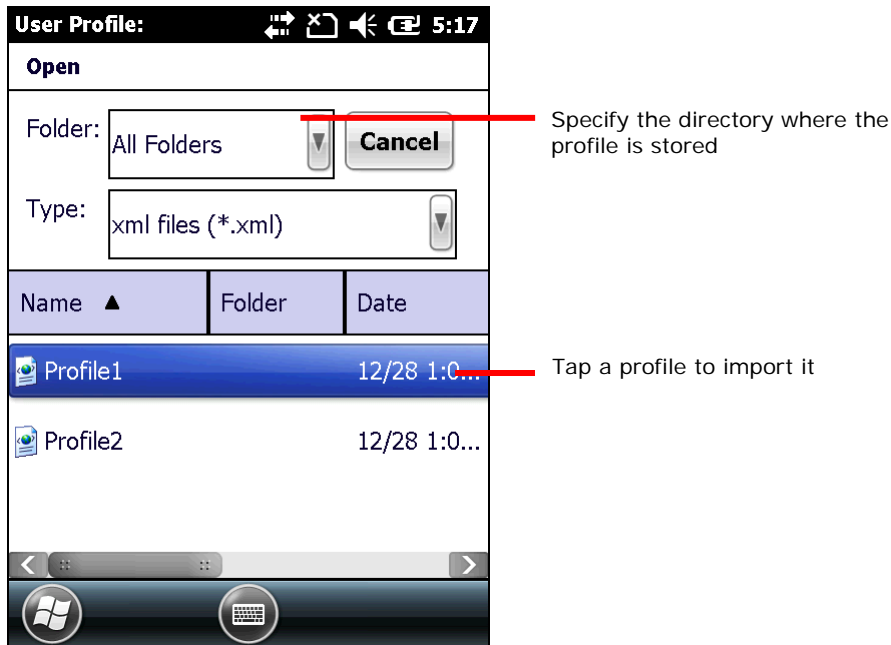 User Profile: 5:17
Open
Folder: All Folders Cancel
Specify the directory where the
profile is stored
Type: xml files (*.xml)
Name Folder Date
Profile1 12/28 1:0...
Tap a profile to import it
Profile2 12/28 1:0...